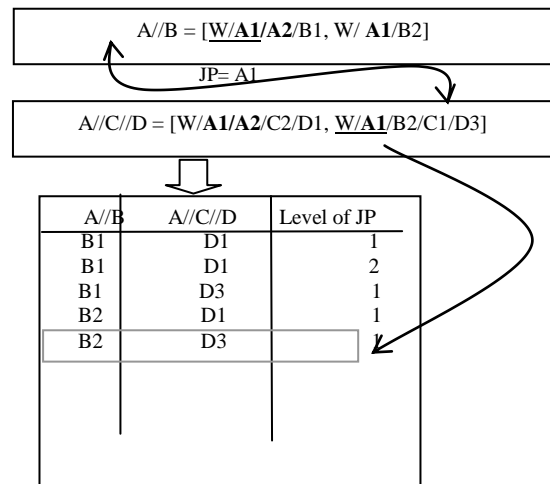 A//B = [W/A1/A2/B1, W/ A1/B2]
JP= A1
A//C//D = [W/A1/A2/C2/D1, W/A1/B2/C1/D3]
A//B A//C//D Level of JP
B1 D1 1
B1 D1 2
B1 D3 1
B2 D1 1
B2 D3 1